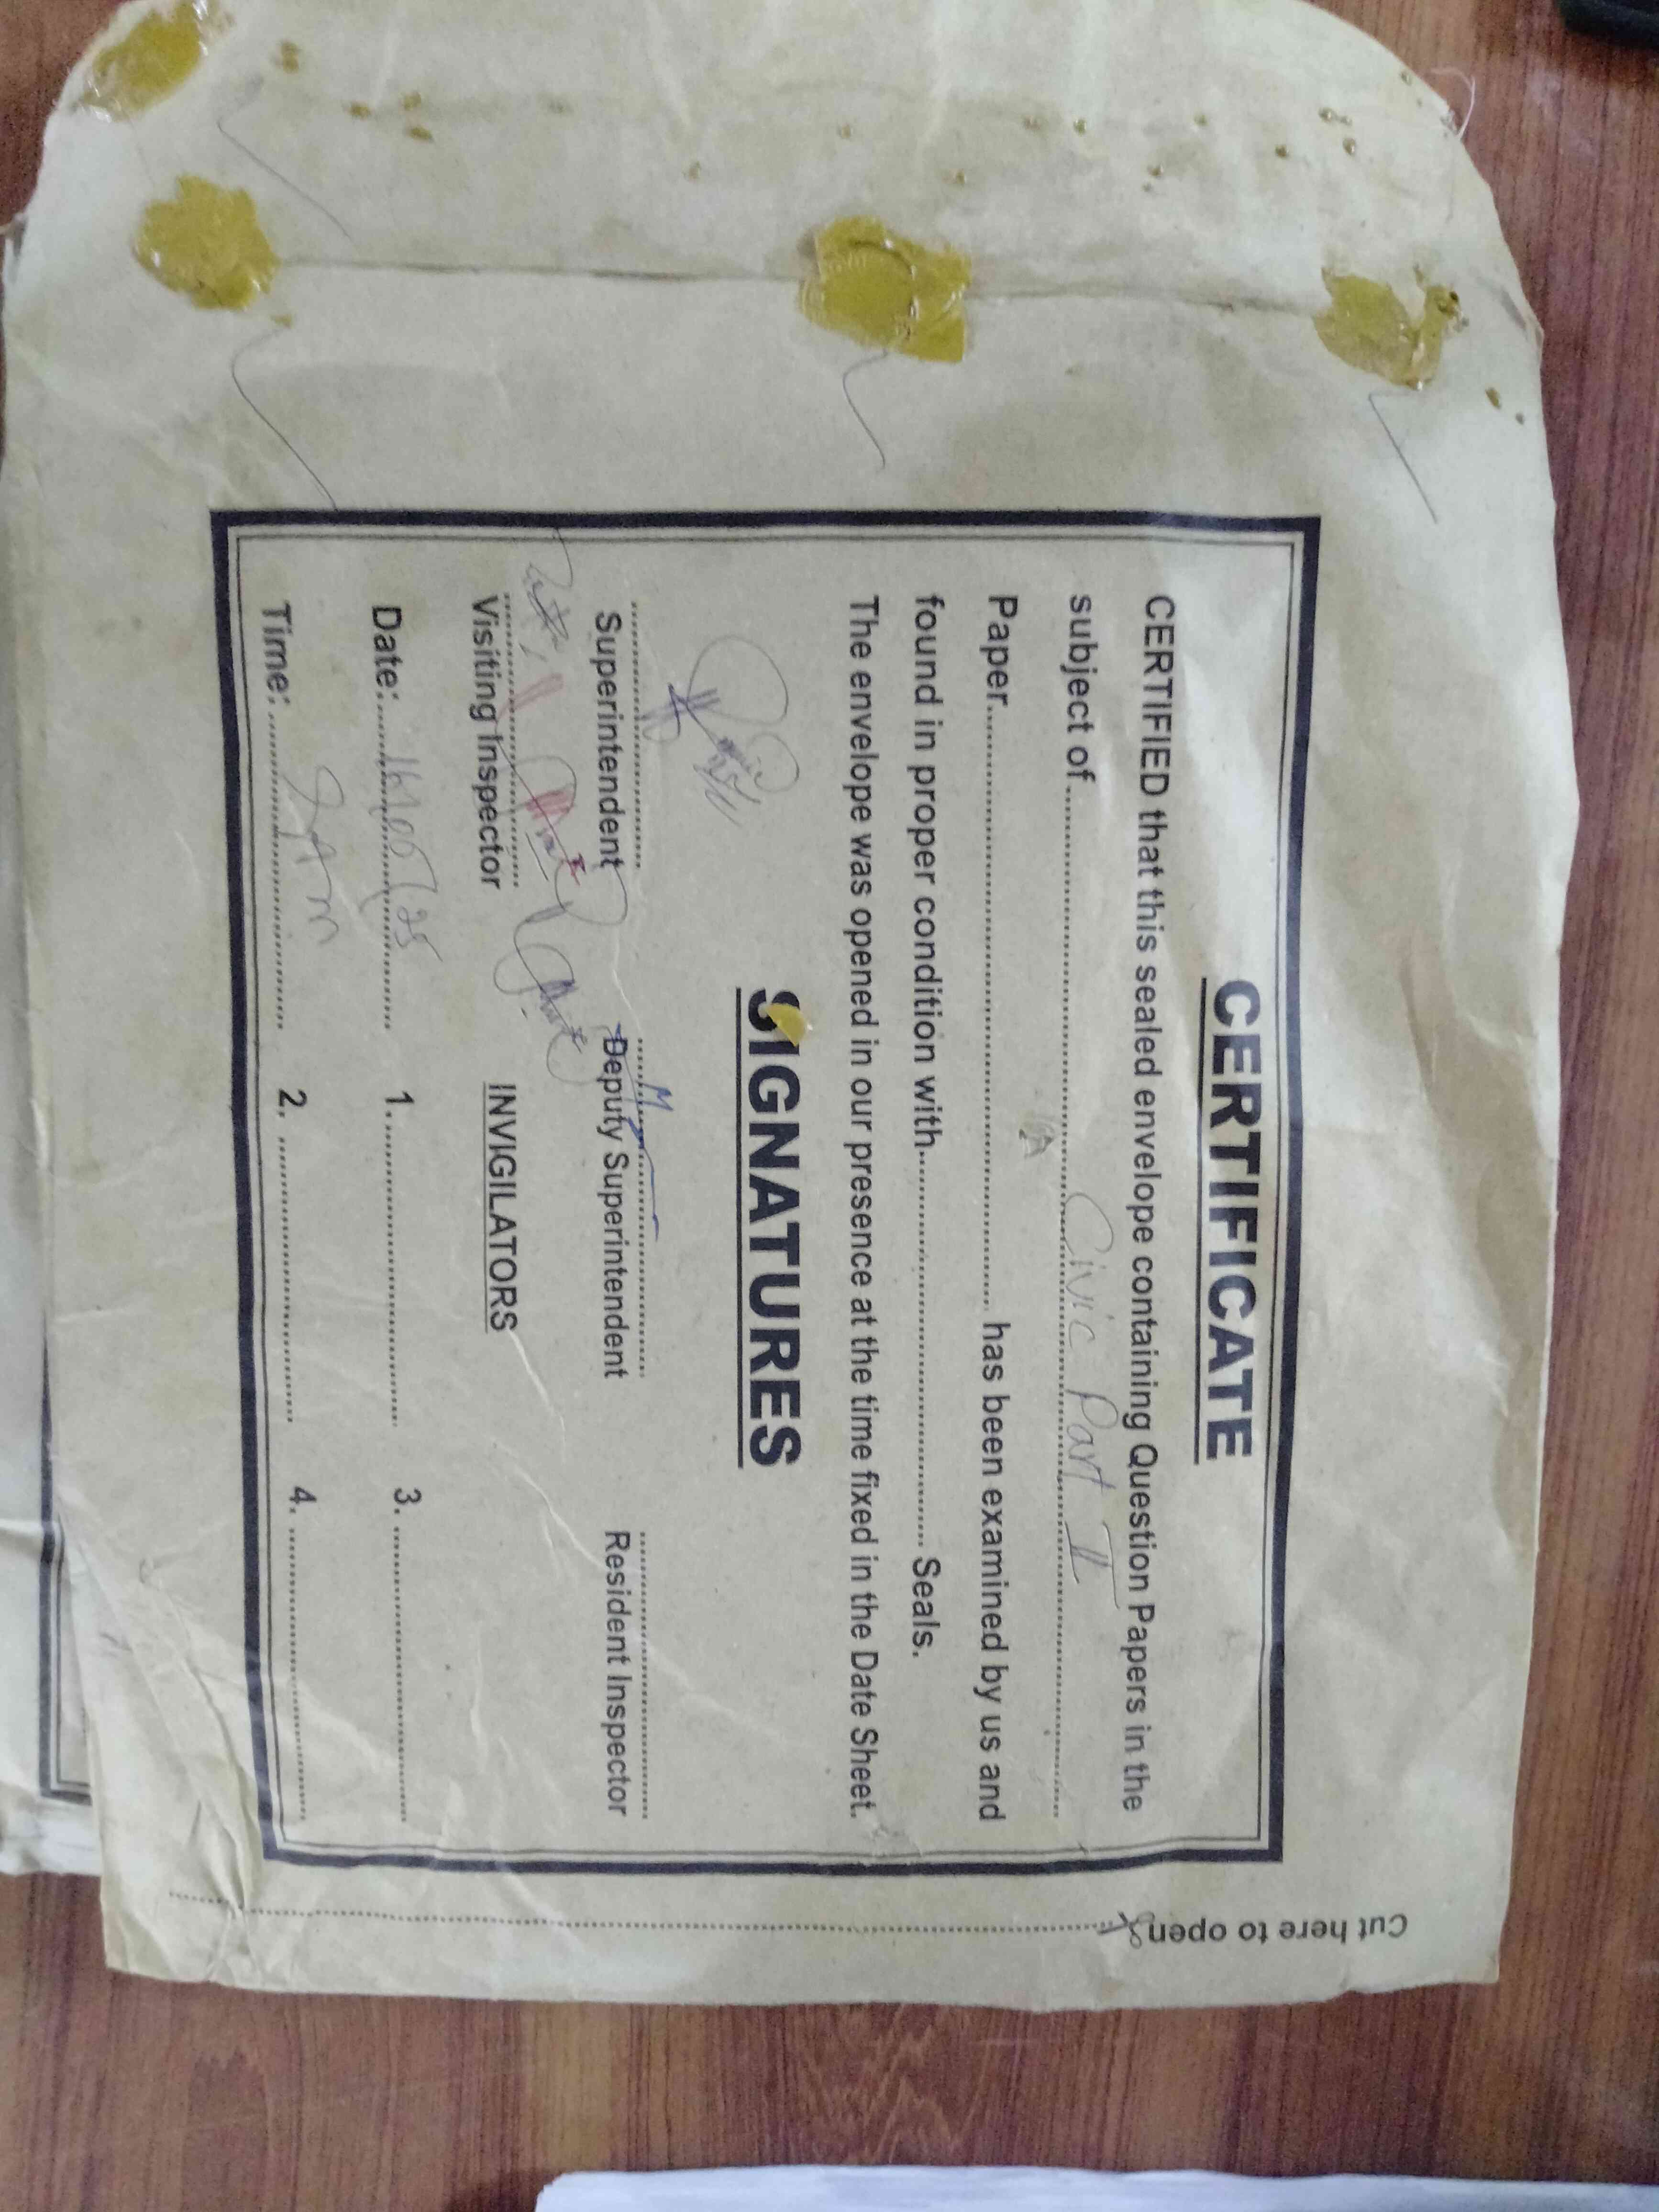 CERTIFICATE
CERTIFIED that this sealed envelope containing Question Papers in the
subject of........Civic Part II........
Paper................ has been examined by us and
found in proper condition with................ Seals.
The envelope was opened in our presence at the time fixed in the Date Sheet.
SIGNATURES
Superintendent Deputy Superintendent Resident Inspector
Visiting Inspector INVIGILATORS
Date:........ 1......... 3. ........
Time:........ 2. ........ 4. ........
Cut here to open